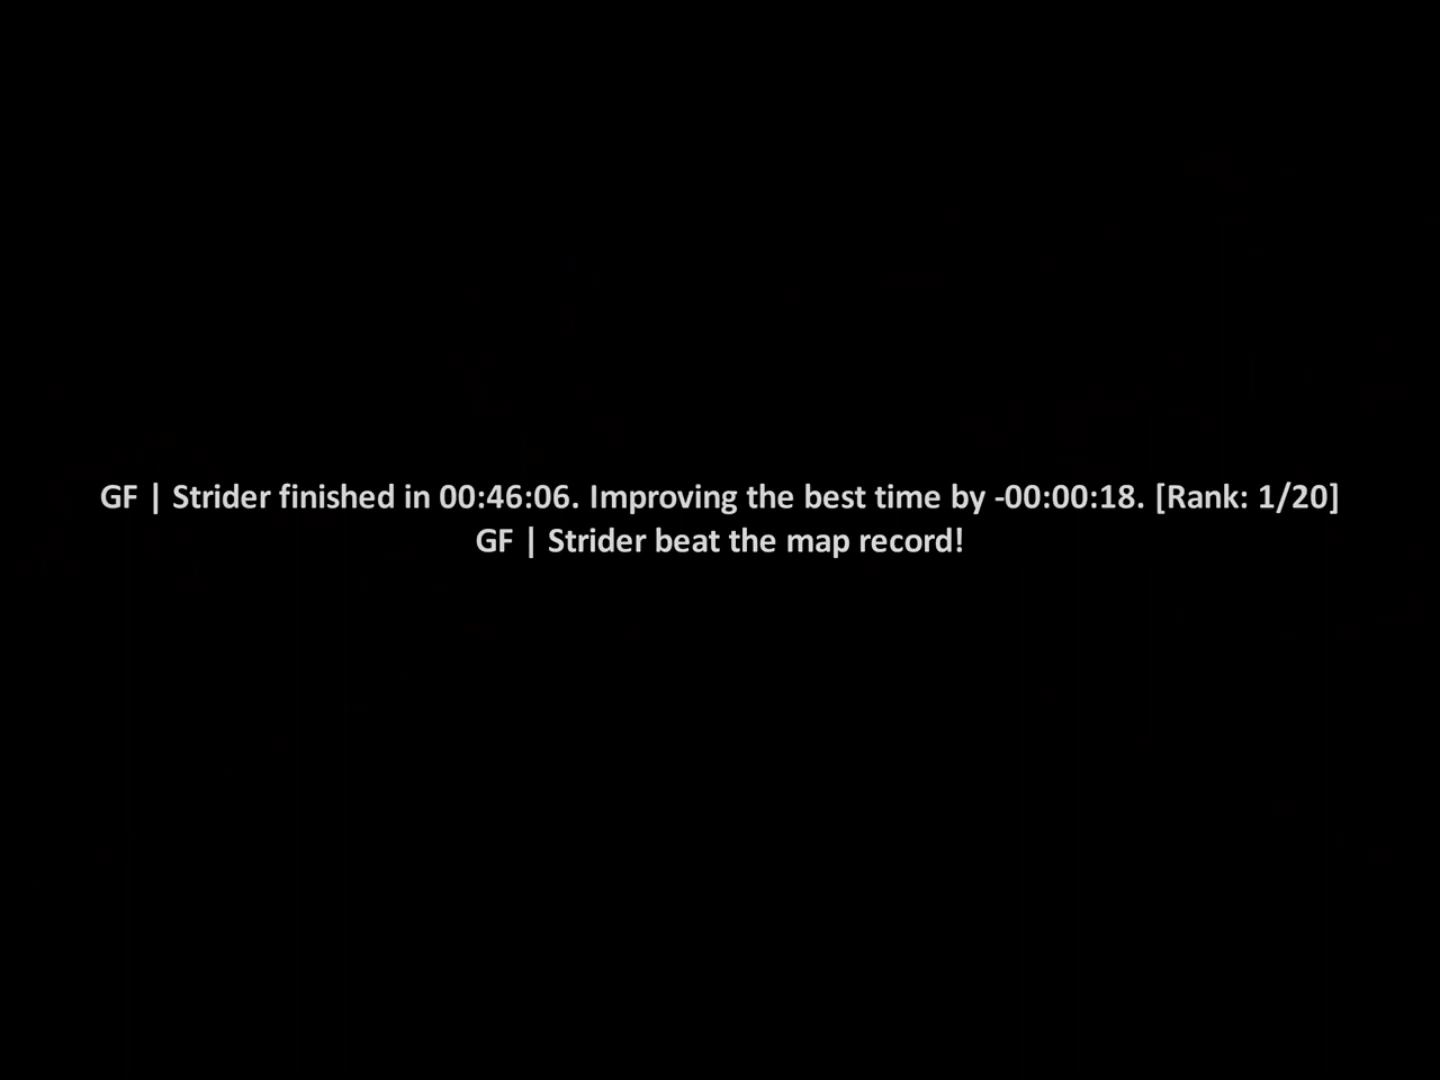 GF | Strider finished in 00:46:06. Improving the best time by -00:00:18. [Rank: 1/20]
GF | Strider beat the map record!